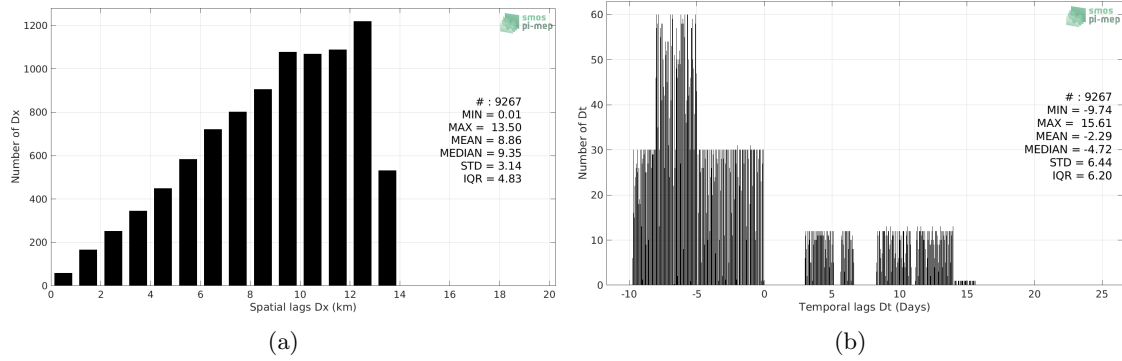 smos
pi-mep
1200
1000
800
600
400
200
0
Number of Dx
# : 9267
MIN = 0.01
MAX = 13.50
MEAN = 8.86
MEDIAN = 9.35
STD = 3.14
IQR = 4.83
0 2 4 6 8 10 12 14 16 18 20
Spatial lags Dx (km)
(a)
smos
pi-mep
60
50
40
30
20
10
0
Number of Dt
# : 9267
MIN = -9.74
MAX = 15.61
MEAN = -2.29
MEDIAN = -4.72
STD = 6.44
IQR = 6.20
-10 -5 0 5 10 15 20 25
Temporal lags Dt (Days)
(b)